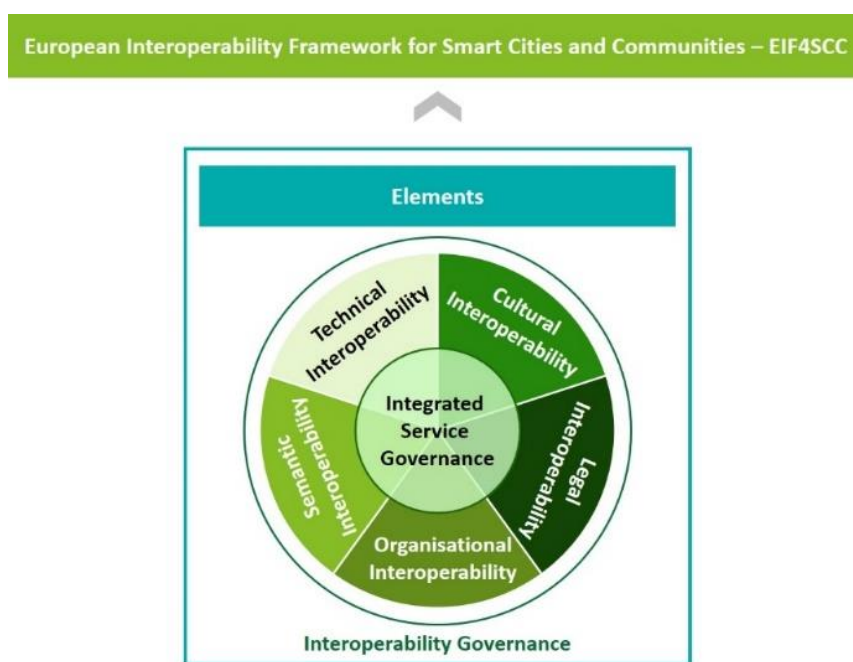 European Interoperability Framework for Smart Cities and Communities – EIF4SCC
Elements
Technical
Interoperability
Cultural
Interoperability
Integrated
Service
Governance
Semantic
Interoperability
Legal
Interoperability
Organisational
Interoperability
Interoperability Governance